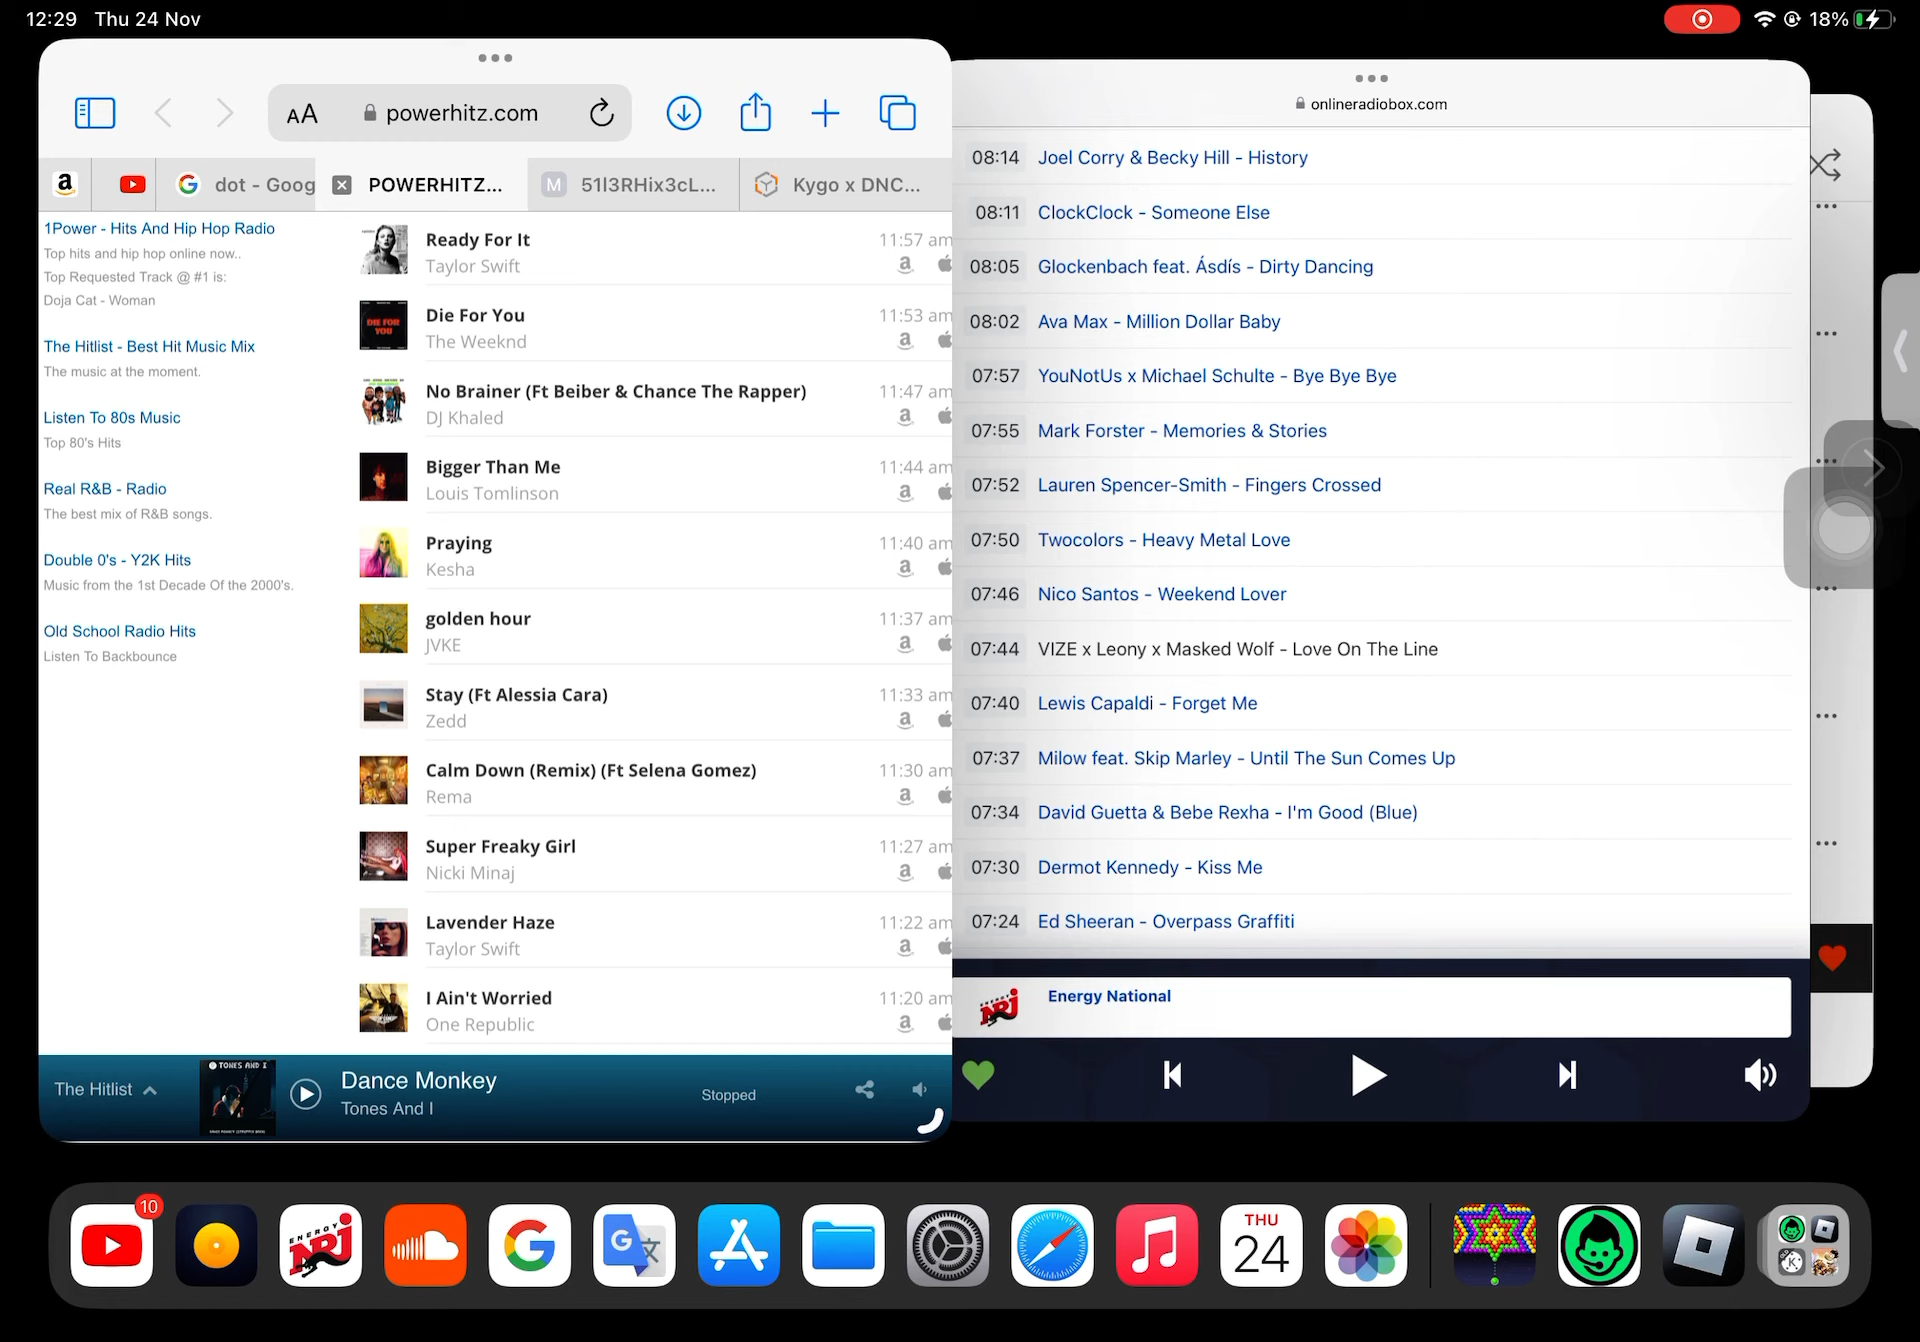 12:29 Thu 24 Nov
18%
AA powerhitz.com
a
dot - Goog
POWERHITZ...
M 51l3RHix3cL...
Kygo x DNC...
1Power - Hits And Hip Hop Radio
Top hits and hip hop online now..
Top Requested Track @ #1 is:
Doja Cat - Woman
The Hitlist - Best Hit Music Mix
The music at the moment.
Listen To 80s Music
Top 80's Hits
Real R&B - Radio
The best mix of R&B songs.
Double 0's - Y2K Hits
Music from the 1st Decade Of the 2000's.
Old School Radio Hits
Listen To Backbounce
Ready For It 11:57 am
Taylor Swift a
DIE FOR
YOU
Die For You 11:53 am
The Weeknd a
No Brainer (Ft Beiber & Chance The Rapper) 11:47 am
DJ Khaled a
Bigger Than Me 11:44 am
Louis Tomlinson a
Praying 11:40 am
Kesha a
golden hour 11:37 am
JVKE a
Stay (Ft Alessia Cara) 11:33 am
Zedd a
Calm Down (Remix) (Ft Selena Gomez) 11:30 am
Rema a
Super Freaky Girl 11:27 am
Nicki Minaj a
Lavender Haze 11:22 am
Taylor Swift a
I Ain't Worried 11:20 am
One Republic a
The Hitlist
TONES AND I
Dance Monkey
Tones And I
Stopped
onlineradiobox.com
08:14 Joel Corry & Becky Hill - History
08:11 ClockClock - Someone Else
08:05 Glockenbach feat. Ásdís - Dirty Dancing
08:02 Ava Max - Million Dollar Baby
07:57 YouNotUs x Michael Schulte - Bye Bye Bye
07:55 Mark Forster - Memories & Stories
07:52 Lauren Spencer-Smith - Fingers Crossed
07:50 Twocolors - Heavy Metal Love
07:46 Nico Santos - Weekend Lover
07:44 VIZE x Leony x Masked Wolf - Love On The Line
07:40 Lewis Capaldi - Forget Me
07:37 Milow feat. Skip Marley - Until The Sun Comes Up
07:34 David Guetta & Bebe Rexha - I'm Good (Blue)
07:30 Dermot Kennedy - Kiss Me
07:24 Ed Sheeran - Overpass Graffiti
ENERGY
NRJ
Energy National
10
ENERGY
NRJ
G
G 文
THU
24
K